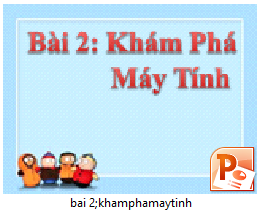 Bài 2: Khám Phá
Máy Tính
P
bai 2;khamphamaytinh